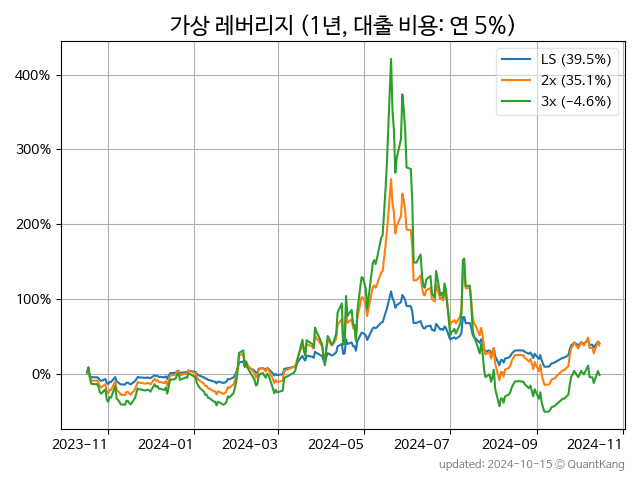 가상 레버리지 (1년, 대출 비용: 연 5%)
LS (39.5%)
2x (35.1%)
3x (−4.6%)
400%
300%
200%
100%
0%
2023-11 2024-01 2024-03 2024-05 2024-07 2024-09 2024-11
updated: 2024-10-15 © QuantKang